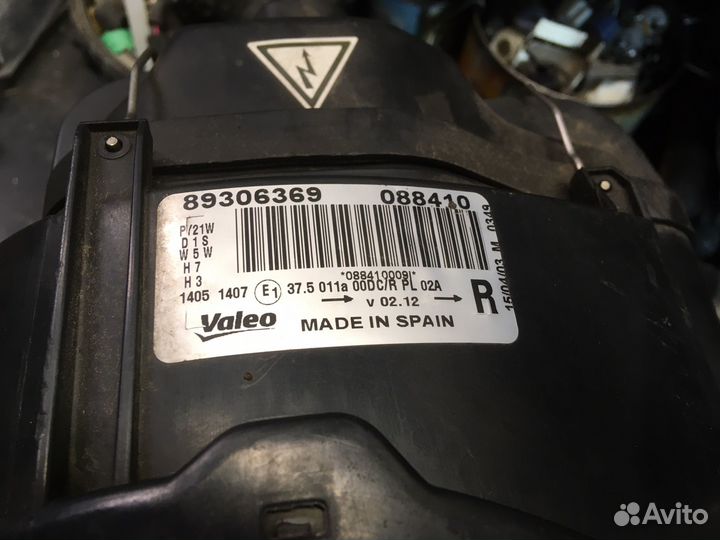 89306369 088410
P/21W
D1S
W5W
H7
H3
*088410009I*
1405 1407 E1 37.5 011a 00DC/R PL 02A
v 02.12 R
Valeo MADE IN SPAIN
15/04/03 M 0349
Avito